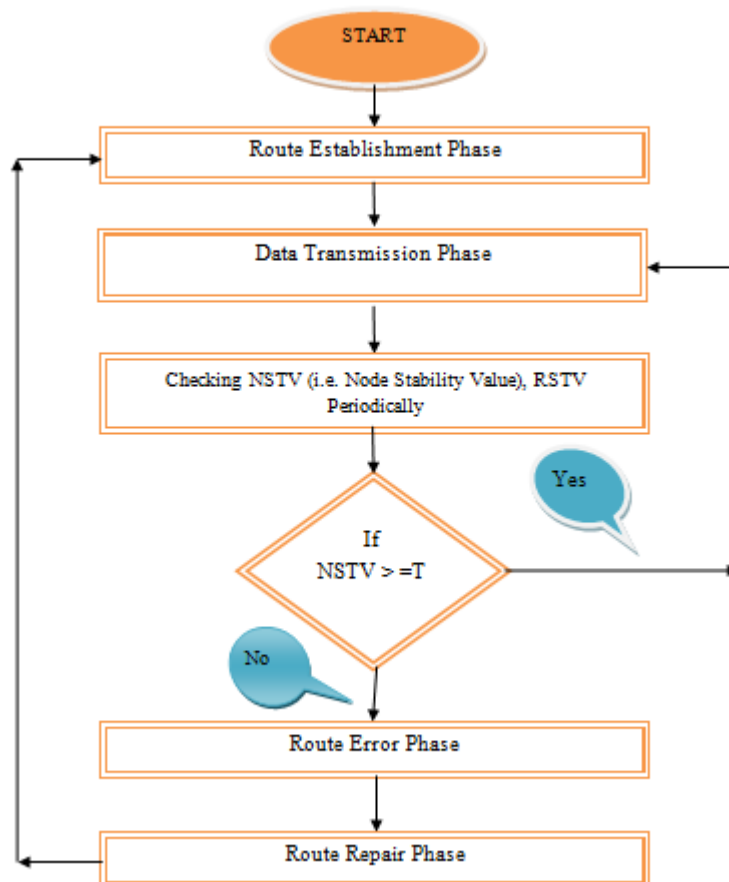 START
Route Establishment Phase
Data Transmission Phase
Checking NSTV (i.e. Node Stability Value), RSTV
Periodically
Yes
If
NSTV > =T
No
Route Error Phase
Route Repair Phase